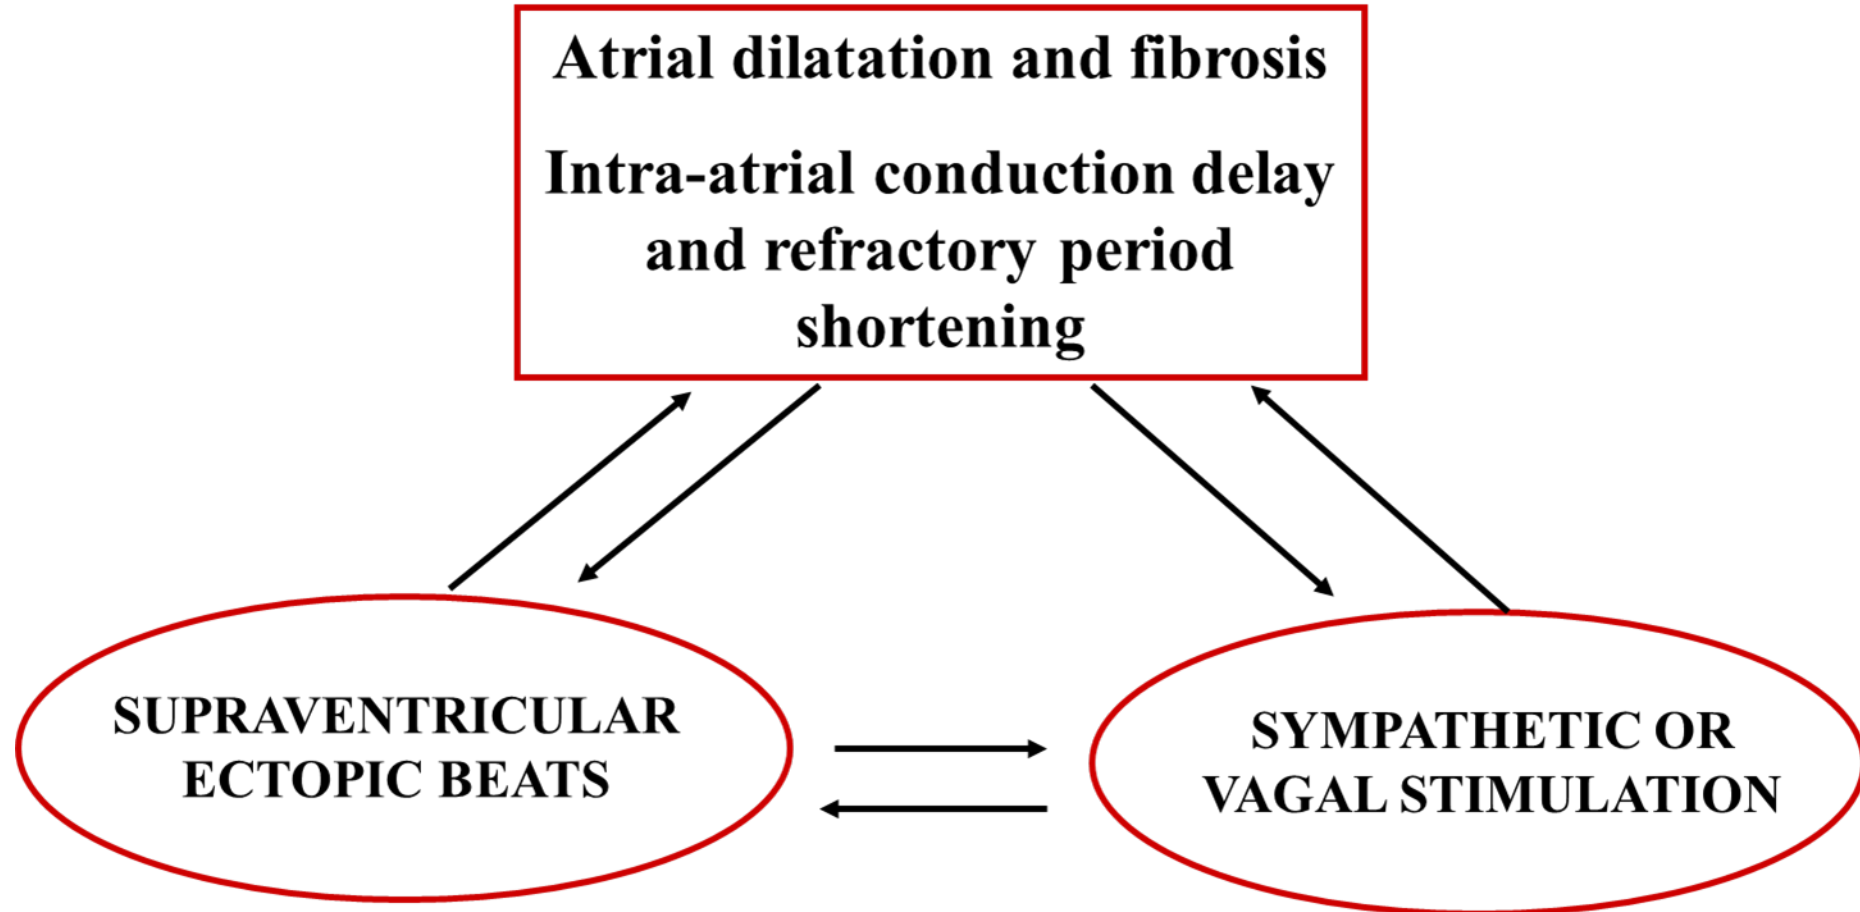 Atrial dilatation and fibrosis
Intra-atrial conduction delay
and refractory period
shortening
SUPRAVENTRICULAR
ECTOPIC BEATS
SYMPATHETIC OR
VAGAL STIMULATION